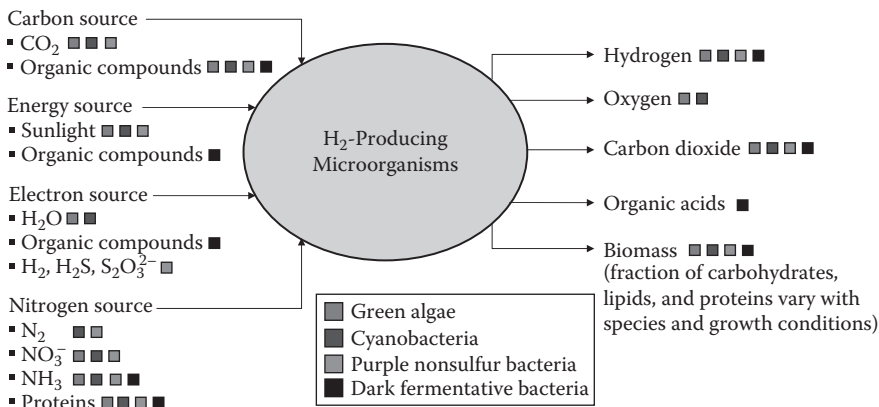 Carbon source
▪ CO₂
▪ Organic compounds
Energy source
▪ Sunlight
▪ Organic compounds
Electron source
▪ H₂O
▪ Organic compounds
▪ H₂, H₂S, S₂O₃²⁻
Nitrogen source
▪ N₂
▪ NO₃⁻
▪ NH₃
▪ Proteins
H₂-Producing
Microorganisms
Hydrogen
Oxygen
Carbon dioxide
Organic acids
Biomass
(fraction of carbohydrates,
lipids, and proteins vary with
species and growth conditions)
Green algae
Cyanobacteria
Purple nonsulfur bacteria
Dark fermentative bacteria